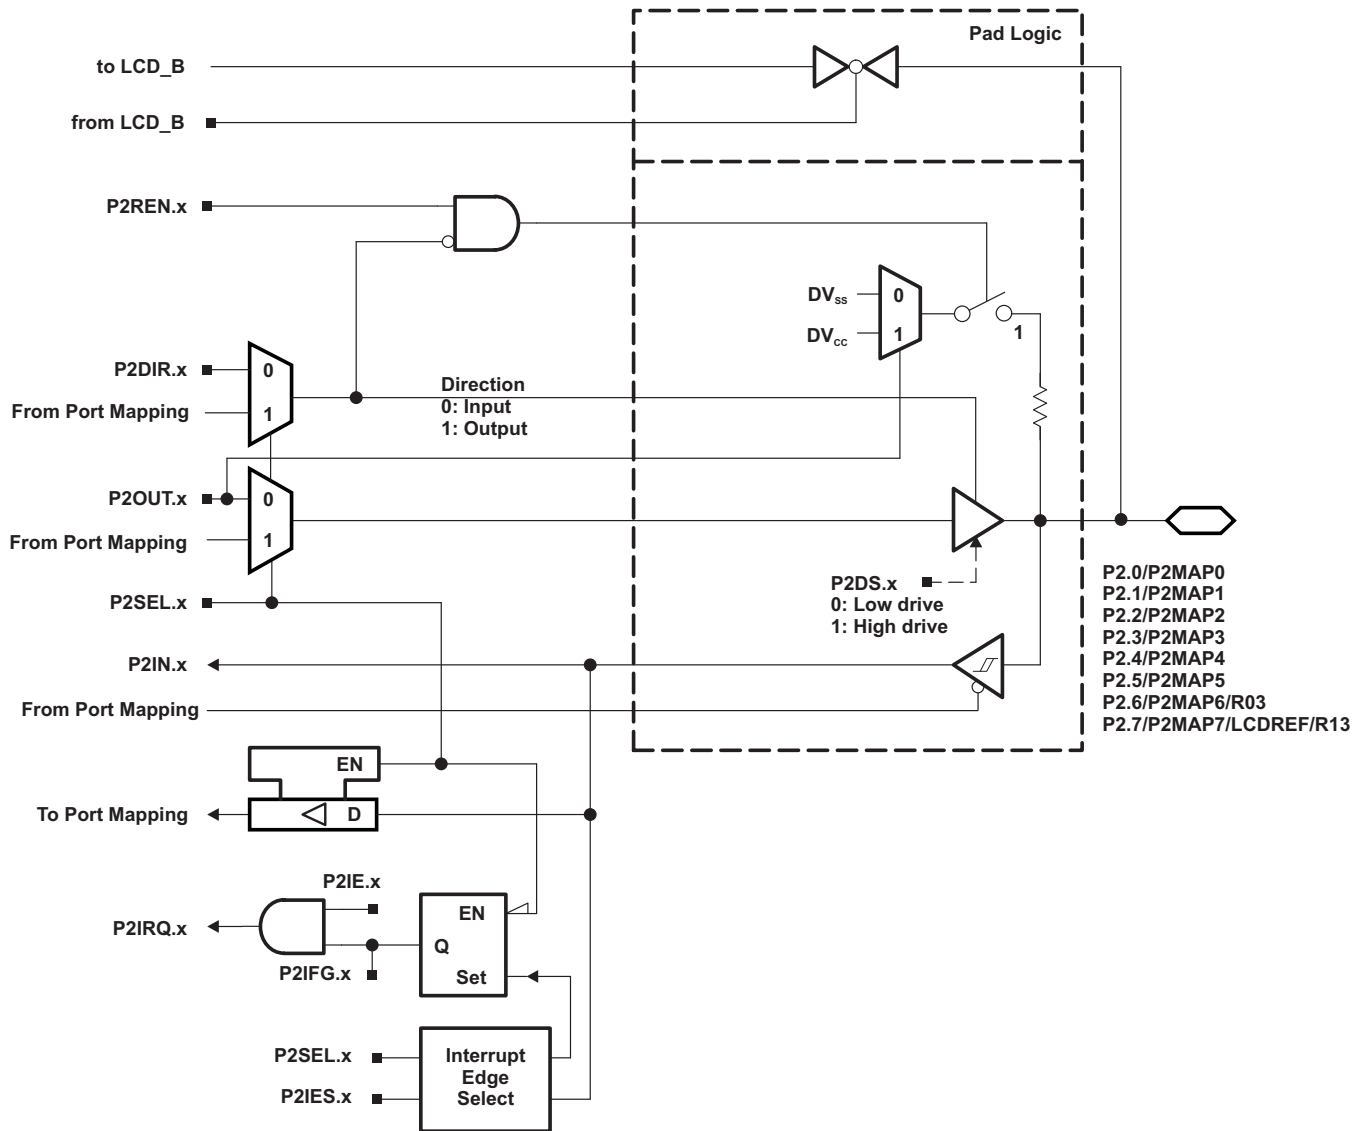 Pad Logic
to LCD_B
from LCD_B
P2REN.x
DVSS
0
DVCC
1
1
P2DIR.x
0
From Port Mapping
1
Direction
0: Input
1: Output
P2OUT.x
0
From Port Mapping
1
P2SEL.x
P2DS.x
0: Low drive
1: High drive
P2.0/P2MAP0
P2.1/P2MAP1
P2.2/P2MAP2
P2.3/P2MAP3
P2.4/P2MAP4
P2.5/P2MAP5
P2.6/P2MAP6/R03
P2.7/P2MAP7/LCDREF/R13
P2IN.x
From Port Mapping
EN
To Port Mapping
D
P2IE.x
P2IRQ.x
EN
Q
P2IFG.x
Set
P2SEL.x
P2IES.x
Interrupt
Edge
Select